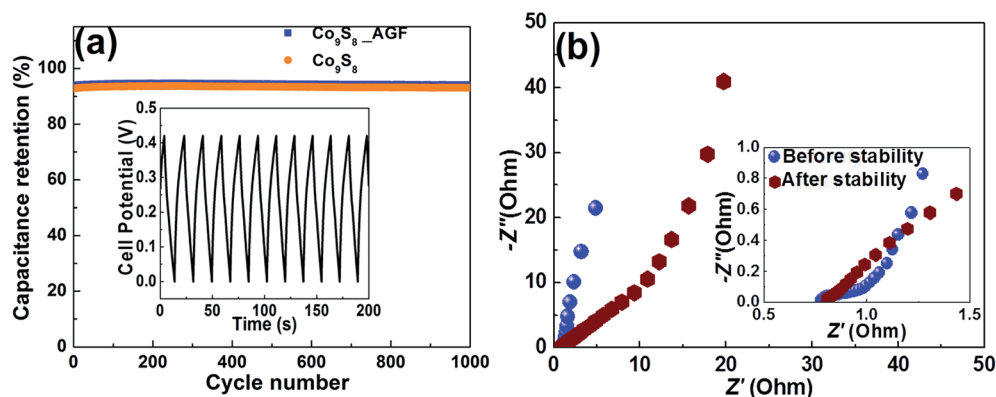 (a)
Co₉S₈_AGF
Co₉S₈
Capacitance retention (%)
0
20
40
60
80
100
0 200 400 600 800 1000
Cycle number
Cell Potential (V)
0.5
0.4
0.3
0.2
0.1
0.0
0 50 100 150 200
Time (s)
(b)
-Z''(Ohm)
50
40
30
20
10
0
0 10 20 30 40 50
Z' (Ohm)
Before stability
After stability
-Z''(Ohm)
1.0
0.8
0.6
0.4
0.2
0.0
0.5 1.0 1.5
Z' (Ohm)